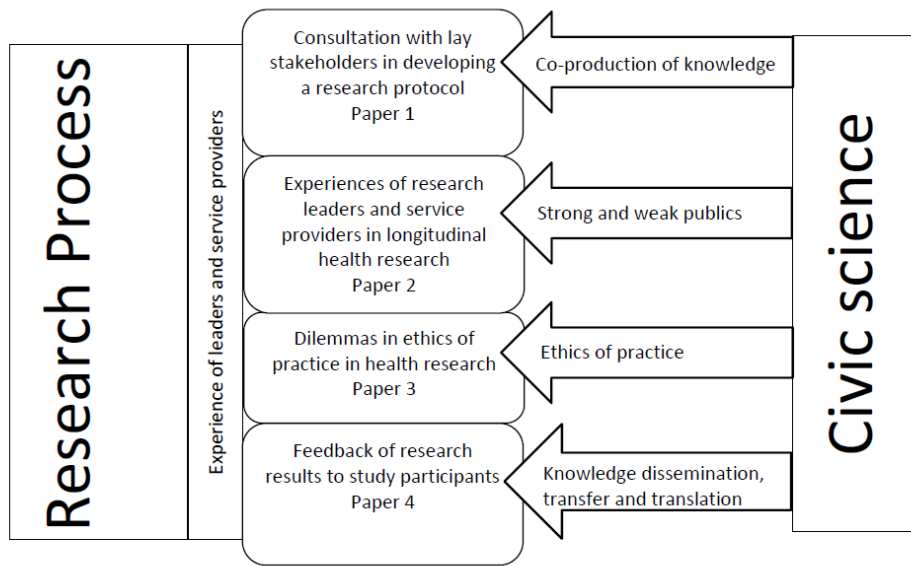 Research Process
Experience of leaders and service providers
Consultation with lay
stakeholders in developing
a research protocol
Paper 1
Co-production of knowledge
Experiences of research
leaders and service
providers in longitudinal
health research
Paper 2
Strong and weak publics
Dilemmas in ethics of
practice in health research
Paper 3
Ethics of practice
Feedback of research
results to study participants
Paper 4
Knowledge dissemination,
transfer and translation
Civic science